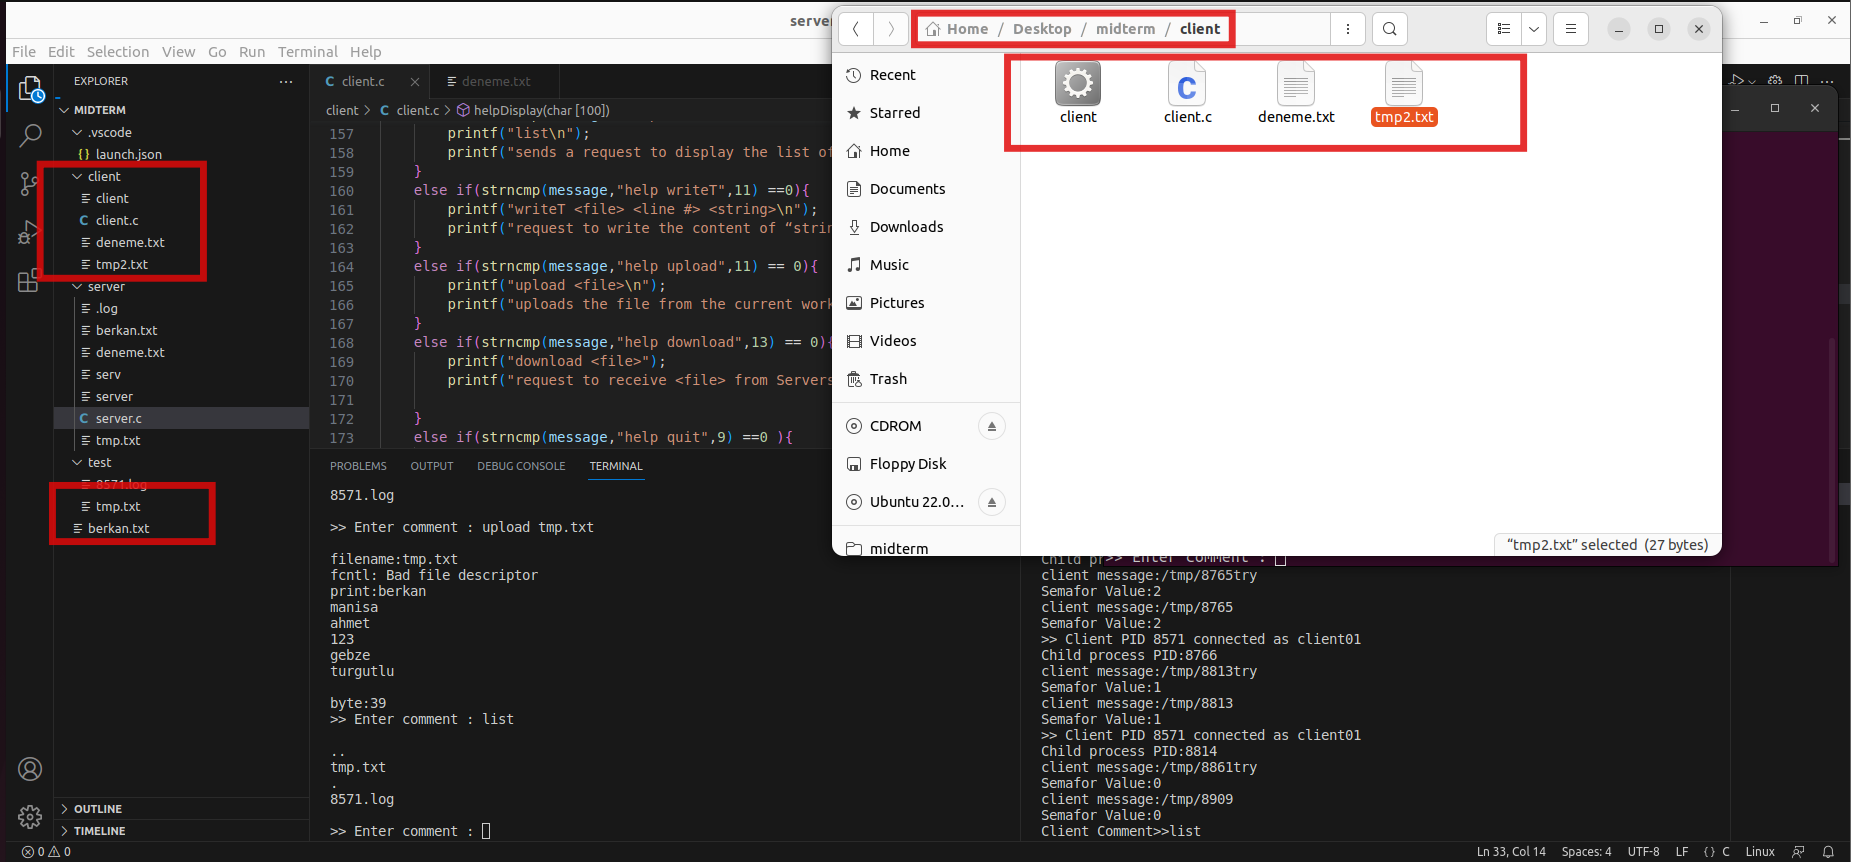 serve
File Edit Selection View Go Run Terminal Help
EXPLORER
MIDTERM
.vscode
{} launch.json
client
client
C client.c
deneme.txt
tmp2.txt
server
.log
berkan.txt
deneme.txt
serv
server
C server.c
tmp.txt
test
8571.log
tmp.txt
berkan.txt
OUTLINE
TIMELINE
C client.c
deneme.txt
client > C client.c > helpDisplay(char [100])
157 printf("list\n");
158 printf("sends a request to display the list of
159 }
160 else if(strncmp(message,"help writeT",11) ==0){
161 printf("writeT <file> <line #> <string>\n");
162 printf("request to write the content of “strin
163 }
164 else if(strncmp(message,"help upload",11) == 0){
165 printf("upload <file>\n");
166 printf("uploads the file from the current work
167 }
168 else if(strncmp(message,"help download",13) == 0){
169 printf("download <file>");
170 printf("request to receive <file> from Servers
171
172 }
173 else if(strncmp(message,"help quit",9) ==0 ){
PROBLEMS OUTPUT DEBUG CONSOLE TERMINAL
8571.log
>> Enter comment : upload tmp.txt
filename:tmp.txt
fcntl: Bad file descriptor
print:berkan
manisa
ahmet
123
gebze
turgutlu
byte:39
>> Enter comment : list
..
tmp.txt
.
8571.log
>> Enter comment :
Home / Desktop / midterm / client
Recent
Starred
Home
Documents
Downloads
Music
Pictures
Videos
Trash
CDROM
Floppy Disk
Ubuntu 22.0...
midterm
client
C
client.c
deneme.txt
tmp2.txt
“tmp2.txt” selected (27 bytes)
>> Enter comment :
Child pr
client message:/tmp/8765try
Semafor Value:2
client message:/tmp/8765
Semafor Value:2
>> Client PID 8571 connected as client01
Child process PID:8766
client message:/tmp/8813try
Semafor Value:1
client message:/tmp/8813
Semafor Value:1
>> Client PID 8571 connected as client01
Child process PID:8814
client message:/tmp/8861try
Semafor Value:0
client message:/tmp/8909
Semafor Value:0
Client Comment>>list
0 0
Ln 33, Col 14 Spaces: 4 UTF-8 LF {} C Linux